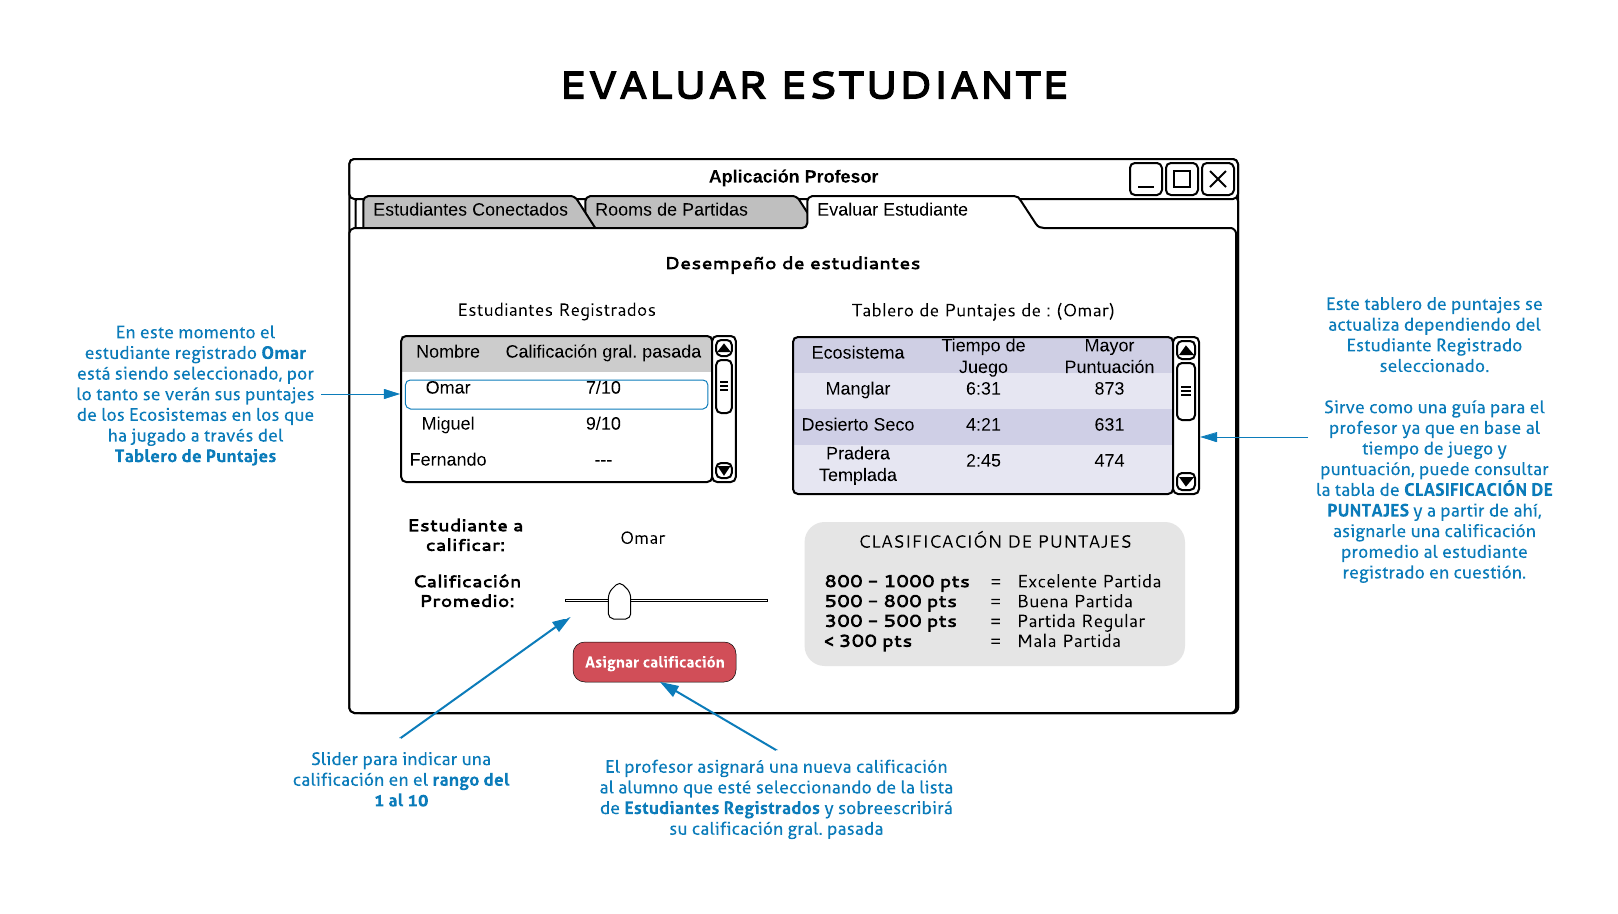 EVALUAR ESTUDIANTE
Aplicación Profesor
Estudiantes Conectados
Rooms de Partidas
Evaluar Estudiante
Desempeño de estudiantes
Estudiantes Registrados
Nombre Calificación gral. pasada
Omar 7/10
Miguel 9/10
Fernando ---
Tablero de Puntajes de : (Omar)
Ecosistema Tiempo de Juego Mayor Puntuación
Manglar 6:31 873
Desierto Seco 4:21 631
Pradera Templada 2:45 474
Estudiante a
calificar:
Omar
Calificación
Promedio:
Asignar calificación
CLASIFICACIÓN DE PUNTAJES
800 - 1000 pts = Excelente Partida
500 - 800 pts = Buena Partida
300 - 500 pts = Partida Regular
< 300 pts = Mala Partida
En este momento el
estudiante registrado Omar
está siendo seleccionado, por
lo tanto se verán sus puntajes
de los Ecosistemas en los que
ha jugado a través del
Tablero de Puntajes
Este tablero de puntajes se
actualiza dependiendo del
Estudiante Registrado
seleccionado.
Sirve como una guía para el
profesor ya que en base al
tiempo de juego y
puntuación, puede consultar
la tabla de CLASIFICACIÓN DE
PUNTAJES y a partir de ahí,
asignarle una calificación
promedio al estudiante
registrado en cuestión.
Slider para indicar una
calificación en el rango del
1 al 10
El profesor asignará una nueva calificación
al alumno que esté seleccionando de la lista
de Estudiantes Registrados y sobreescribirá
su calificación gral. pasada